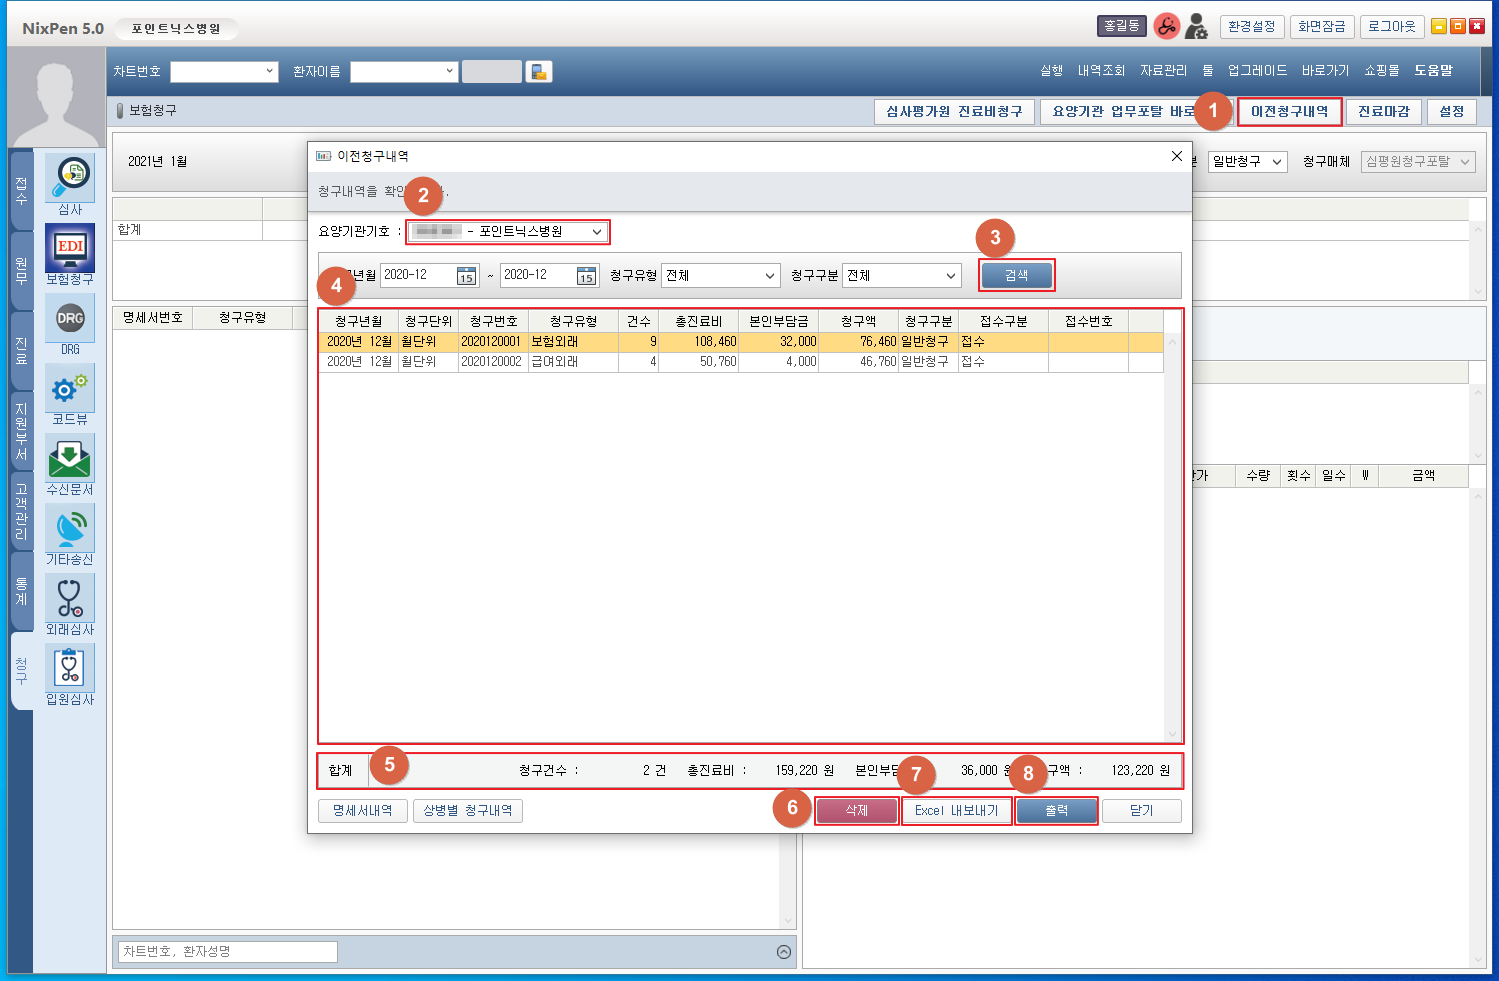 NixPen 5.0 포인트닉스병원 홍길동 환경설정 화면잠금 로그아웃
차트번호 환자이름 실행 내역조회 자료관리 툴 업그레이드 바로가기 쇼핑몰 도움말
보험청구 심사평가원 진료비청구 요양기관 업무포탈 바로 1 이전청구내역 진료마감 설정
2021년 1월 일반청구 청구매체 심평원청구포탈
합계
명세서번호 청구유형
수량 횟수 일수 W 금액
접수
원무
진료
지원부서
고객관리
통계
청구
심사
EDI
보험청구
DRG
DRG
코드뷰
수신문서
기타송신
외래심사
입원심사
이전청구내역
청구내역을 확인 2
요양기관기호 : - 포인트닉스병원
3
년월 2020-12 15 ~ 2020-12 15 청구유형 전체 청구구분 전체 검색
4
청구년월 청구단위 청구번호 청구유형 건수 총진료비 본인부담금 청구액 청구구분 접수구분 접수번호
2020년 12월 월단위 2020120001 보험외래 9 108,460 32,000 76,460 일반청구 접수
2020년 12월 월단위 2020120002 급여외래 4 50,760 4,000 46,760 일반청구 접수
합계 5 청구건수 : 2 건 총진료비 : 159,220 원 본인부담 7 36,000 원 8 구액 : 123,220 원
명세서내역 상병별 청구내역 6 삭제 Excel 내보내기 출력 닫기
차트번호, 환자성명